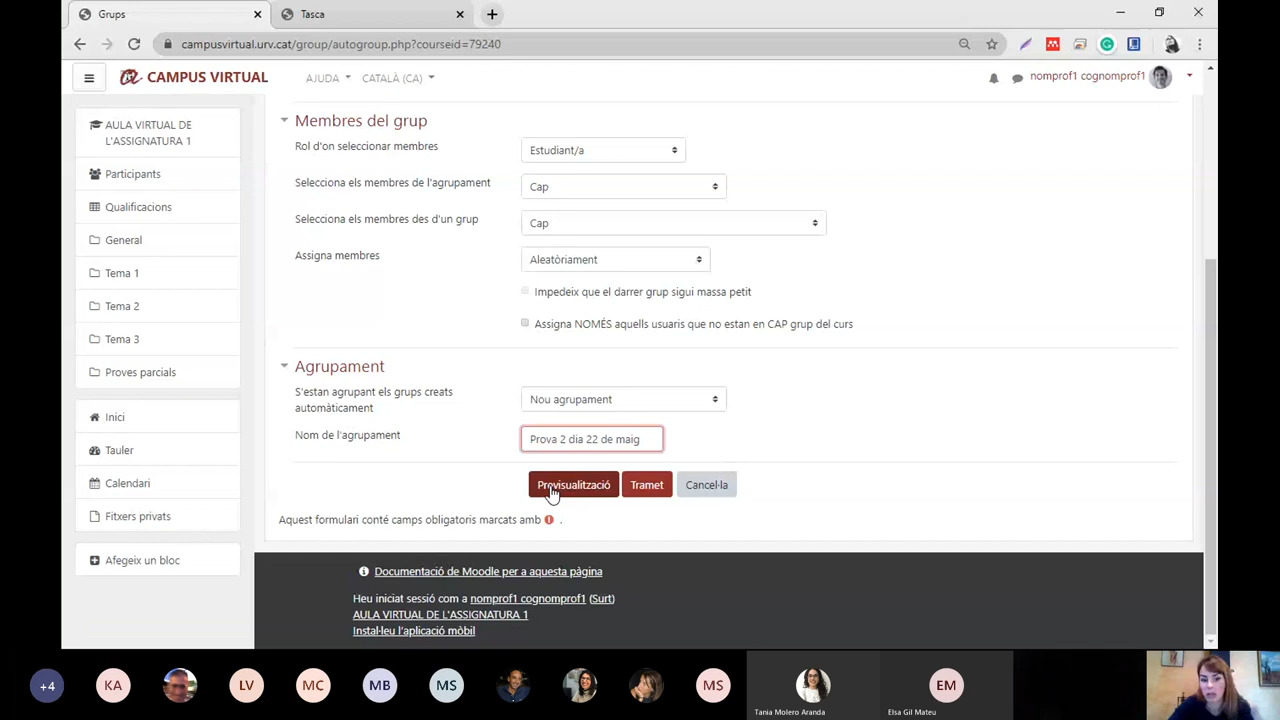 Grups
Tasca
campusvirtual.urv.cat/group/autogroup.php?courseid=79240
CAMPUS VIRTUAL
AJUDA
CATALÀ (CA)
nomprof1 cognomprof1
AULA VIRTUAL DE
L'ASSIGNATURA 1
Participants
Qualificacions
General
Tema 1
Tema 2
Tema 3
Proves parcials
Inici
Tauler
Calendari
Fitxers privats
Afegeix un bloc
Membres del grup
Rol d'on seleccionar membres
Estudiant/a
Selecciona els membres de l'agrupament
Cap
Selecciona els membres des d'un grup
Cap
Assigna membres
Aleatòriament
Impedeix que el darrer grup sigui massa petit
Assigna NOMÉS aquells usuaris que no estan en CAP grup del curs
Agrupament
S'estan agrupant els grups creats
automàticament
Nou agrupament
Nom de l'agrupament
Prova 2 dia 22 de maig
Previsualització
Tramet
Cancel·la
Aquest formulari conté camps obligatoris marcats amb .
Documentació de Moodle per a aquesta pàgina
Heu iniciat sessió com a nomprof1 cognomprof1 (Surt)
AULA VIRTUAL DE L'ASSIGNATURA 1
Instal·leu l'aplicació mòbil
+4
KA
LV
MC
MB
MS
MS
Tania Molero Aranda
EM
Elsa Gil Mateu